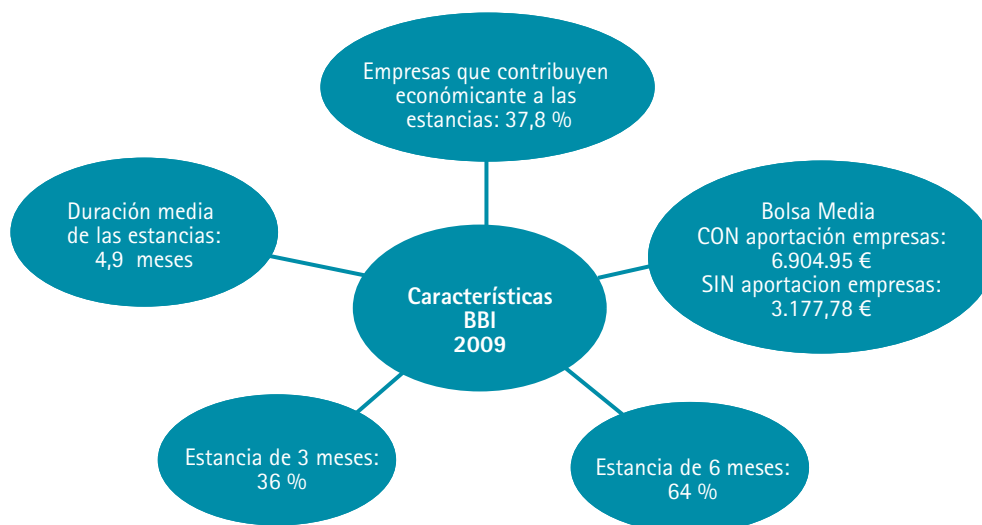 Empresas que contribuyen
económicante a las
estancias: 37,8 %
Duración media
de las estancias:
4,9 meses
Bolsa Media
CON aportación empresas:
6.904.95 €
SIN aportacion empresas:
3.177,78 €
Característícas
BBI
2009
Estancia de 3 meses:
36 %
Estancia de 6 meses:
64 %